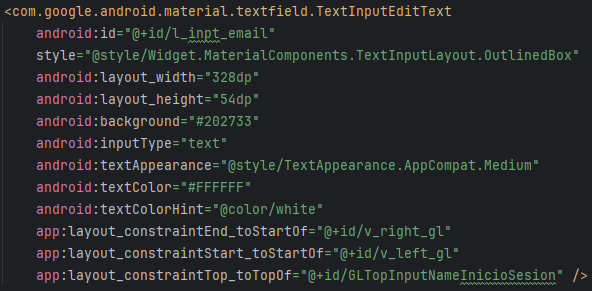 <com.google.android.material.textfield.TextInputEditText
android:id="@+id/l_inpt_email"
style="@style/Widget.MaterialComponents.TextInputLayout.OutlinedBox"
android:layout_width="328dp"
android:layout_height="54dp"
android:background="#202733"
android:inputType="text"
android:textAppearance="@style/TextAppearance.AppCompat.Medium"
android:textColor="#FFFFFF"
android:textColorHint="@color/white"
app:layout_constraintEnd_toStartOf="@+id/v_right_gl"
app:layout_constraintStart_toStartOf="@+id/v_left_gl"
app:layout_constraintTop_toTopOf="@+id/GLTopInputNameInicioSesion" />